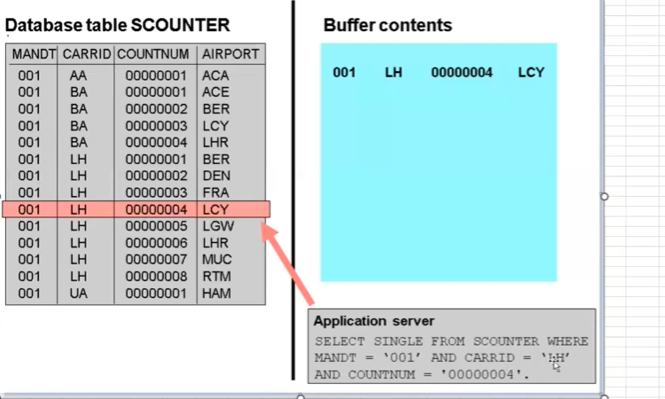 Database table SCOUNTER
MANDT CARRID COUNTNUM AIRPORT
001 AA 00000001 ACA
001 BA 00000001 ACE
001 BA 00000002 BER
001 BA 00000003 LCY
001 BA 00000004 LHR
001 LH 00000001 BER
001 LH 00000002 DEN
001 LH 00000003 FRA
001 LH 00000004 LCY
001 LH 00000005 LGW
001 LH 00000006 LHR
001 LH 00000007 MUC
001 LH 00000008 RTM
001 UA 00000001 HAM
Buffer contents
001 LH 00000004 LCY
Application server
SELECT SINGLE FROM SCOUNTER WHERE
MANDT = ‘001’ AND CARRID = ‘LH’
AND COUNTNUM = '00000004'.